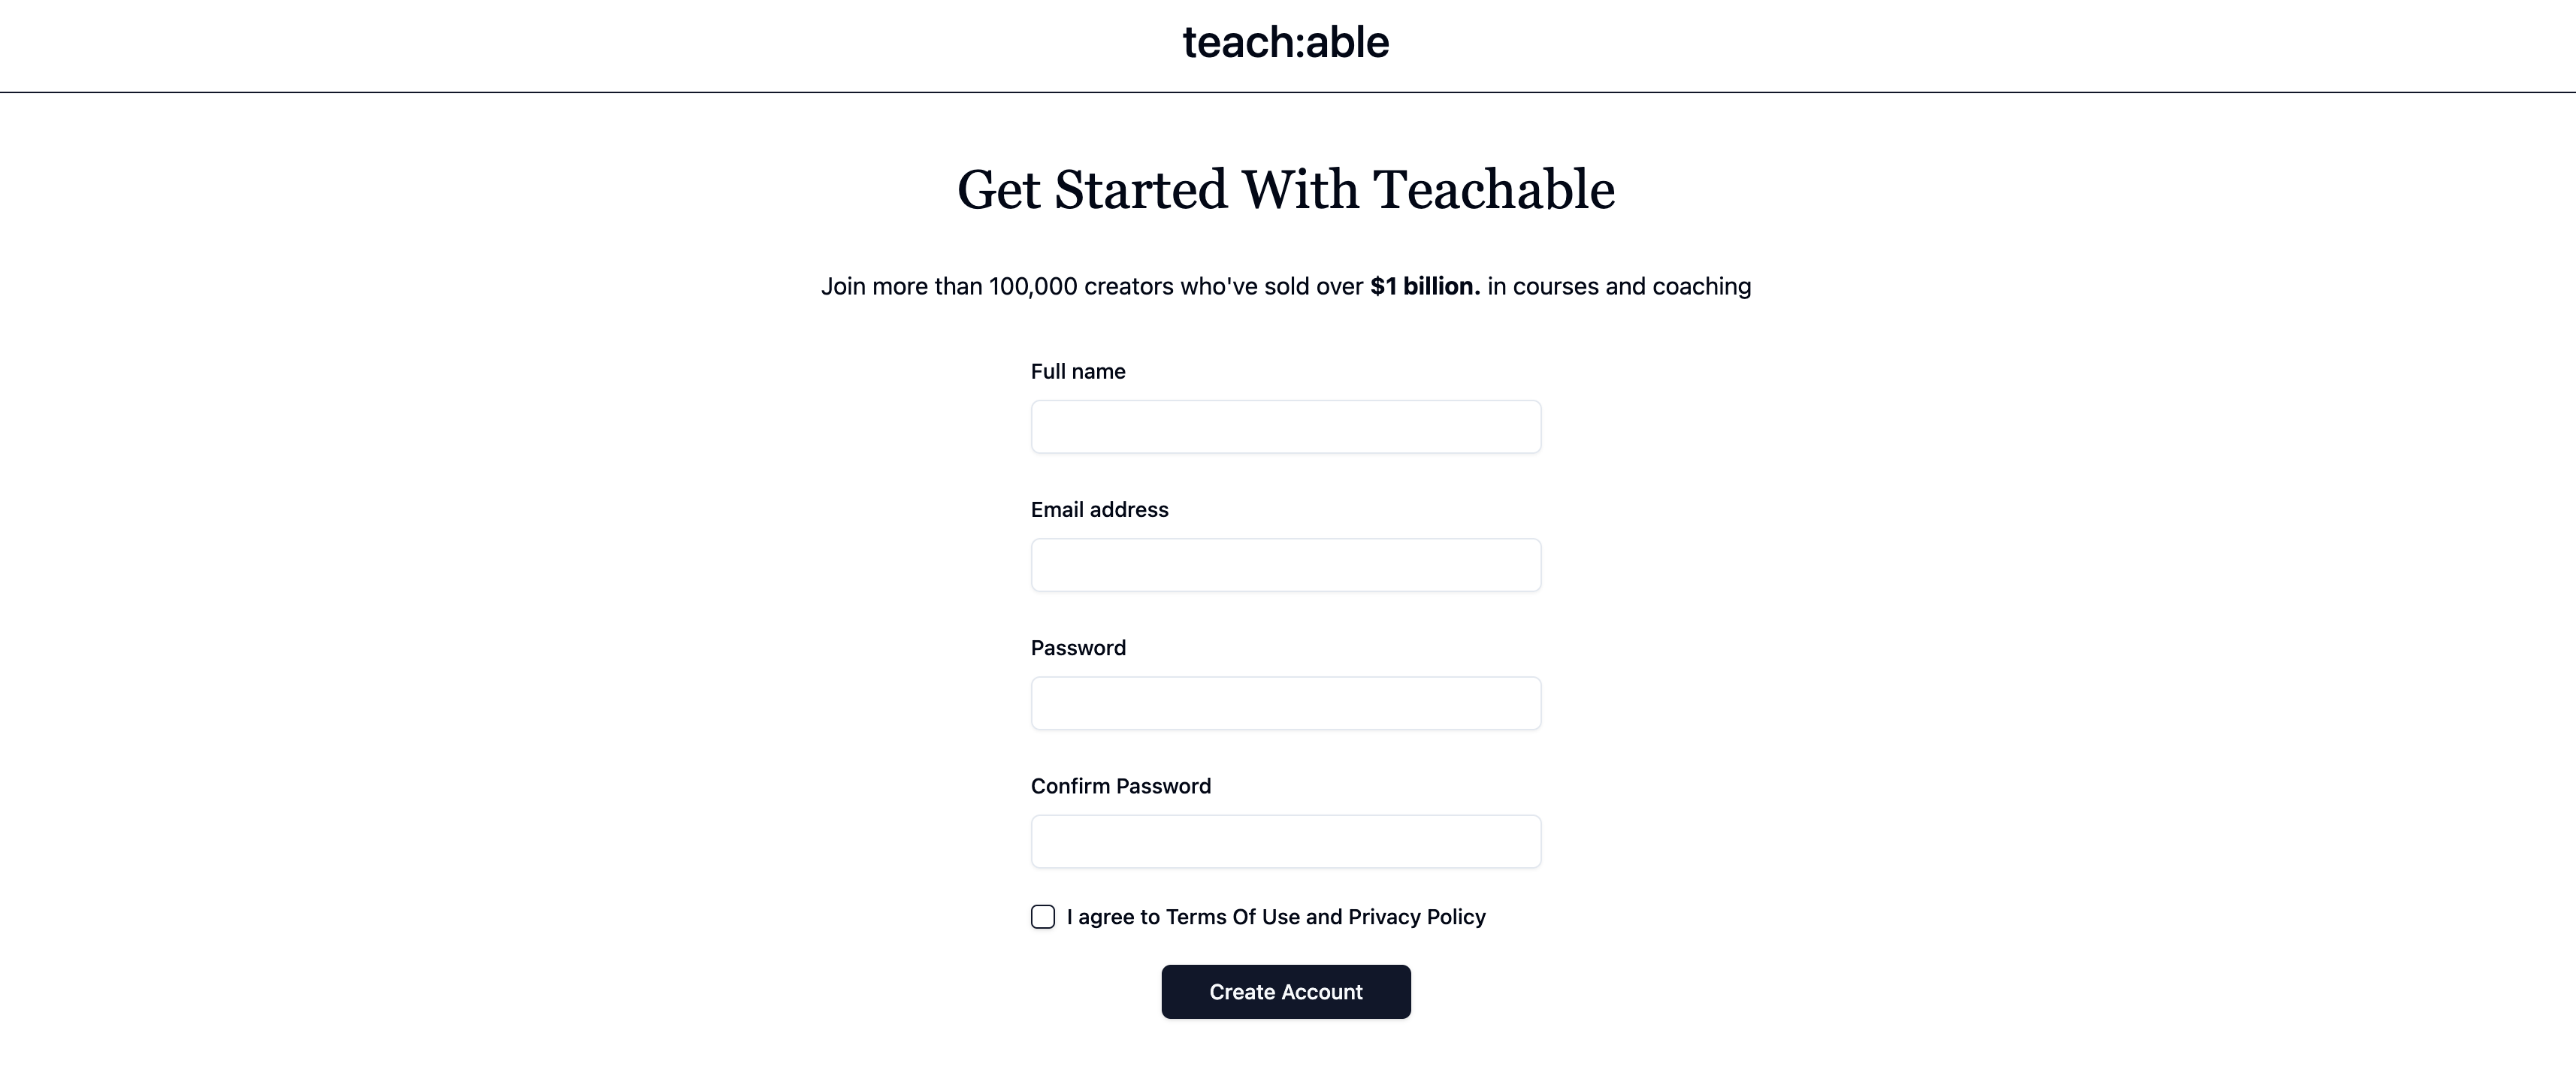 teach:able
Get Started With Teachable
Join more than 100,000 creators who've sold over $1 billion. in courses and coaching
Full name
Email address
Password
Confirm Password
I agree to Terms Of Use and Privacy Policy
Create Account